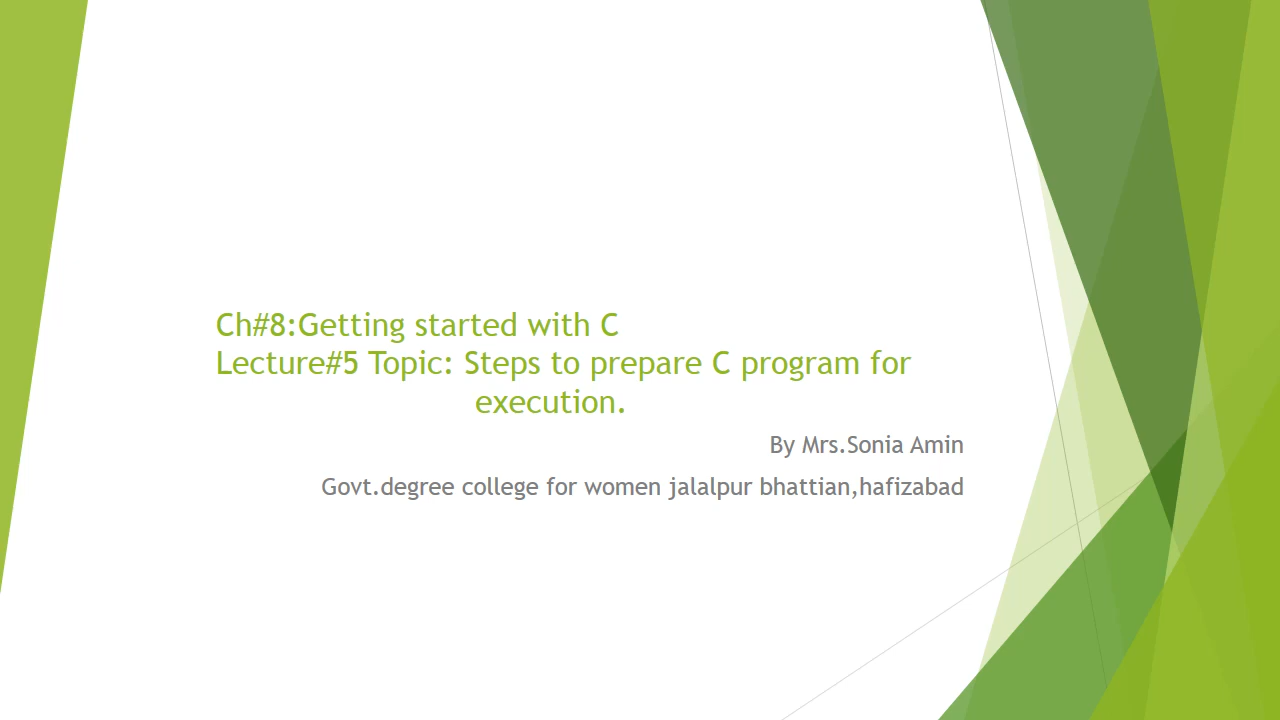 Ch#8:Getting started with C
Lecture#5 Topic: Steps to prepare C program for
execution.
By Mrs.Sonia Amin
Govt.degree college for women jalalpur bhattian,hafizabad